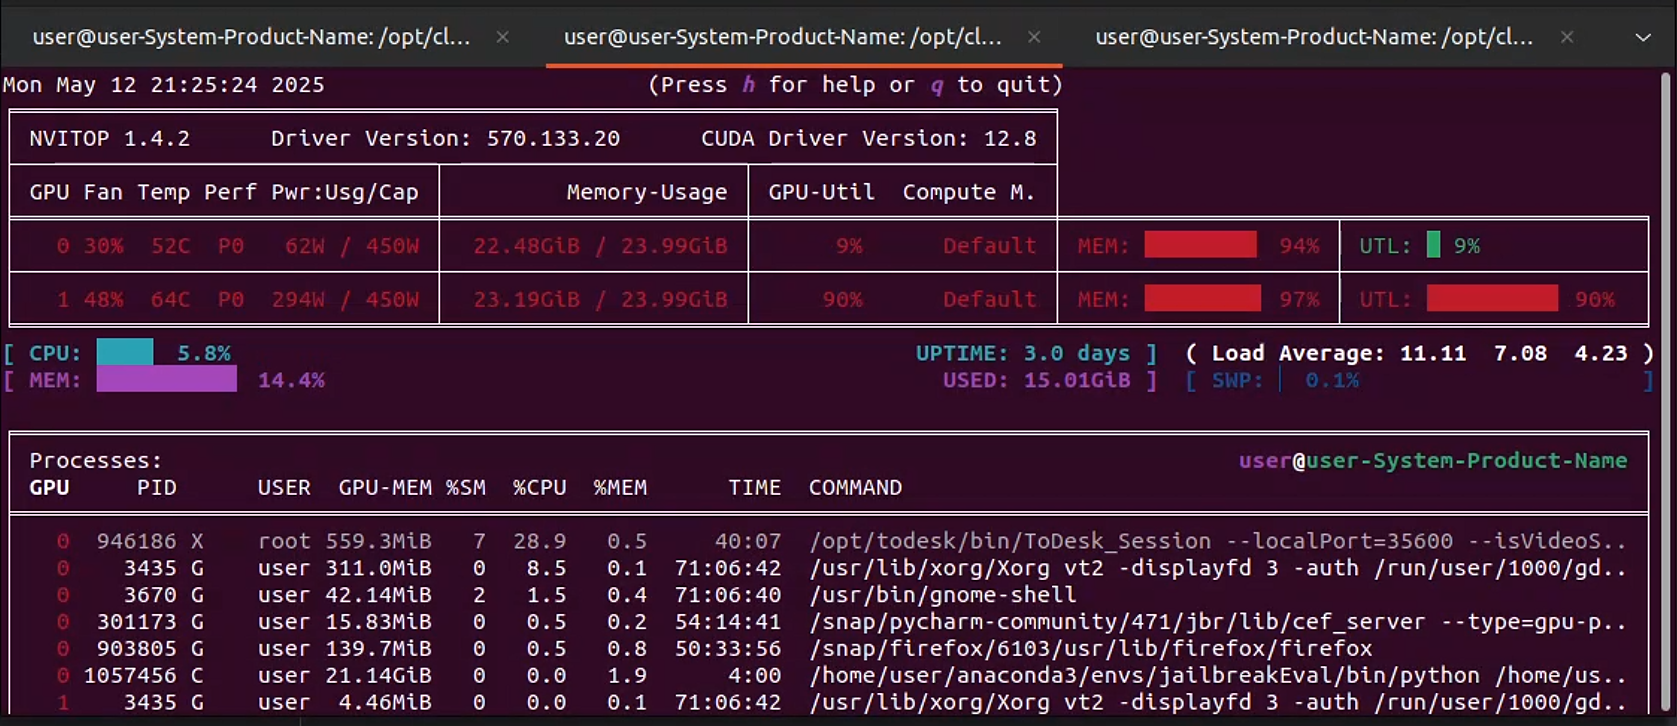 user@user-System-Product-Name: /opt/cl... × user@user-System-Product-Name: /opt/cl... × user@user-System-Product-Name: /opt/cl... ×
Mon May 12 21:25:24 2025 (Press h for help or q to quit)
NVITOP 1.4.2 Driver Version: 570.133.20 CUDA Driver Version: 12.8
GPU Fan Temp Perf Pwr:Usg/Cap Memory-Usage GPU-Util Compute M.
0 30% 52C P0 62W / 450W 22.48GiB / 23.99GiB 9% Default MEM: 94% UTL: 9%
1 48% 64C P0 294W / 450W 23.19GiB / 23.99GiB 90% Default MEM: 97% UTL: 90%
[ CPU: 5.8% UPTIME: 3.0 days ] ( Load Average: 11.11 7.08 4.23 )
[ MEM: 14.4% USED: 15.01GiB ] [ SWP: 0.1% ]
Processes: user@user-System-Product-Name
GPU PID USER GPU-MEM %SM %CPU %MEM TIME COMMAND
0 946186 X root 559.3MiB 7 28.9 0.5 40:07 /opt/todesk/bin/ToDesk_Session --localPort=35600 --isVideoS..
0 3435 G user 311.0MiB 0 8.5 0.1 71:06:42 /usr/lib/xorg/Xorg vt2 -displayfd 3 -auth /run/user/1000/gd..
0 3670 G user 42.14MiB 2 1.5 0.4 71:06:40 /usr/bin/gnome-shell
0 301173 G user 15.83MiB 0 0.5 0.2 54:14:41 /snap/pycharm-community/471/jbr/lib/cef_server --type=gpu-p..
0 903805 G user 139.7MiB 0 0.5 0.8 50:33:56 /snap/firefox/6103/usr/lib/firefox/firefox
0 1057456 C user 21.14GiB 0 0.0 1.9 4:00 /home/user/anaconda3/envs/jailbreakEval/bin/python /home/us..
1 3435 G user 4.46MiB 0 0.0 0.1 71:06:42 /usr/lib/xorg/Xorg vt2 -displayfd 3 -auth /run/user/1000/gd..